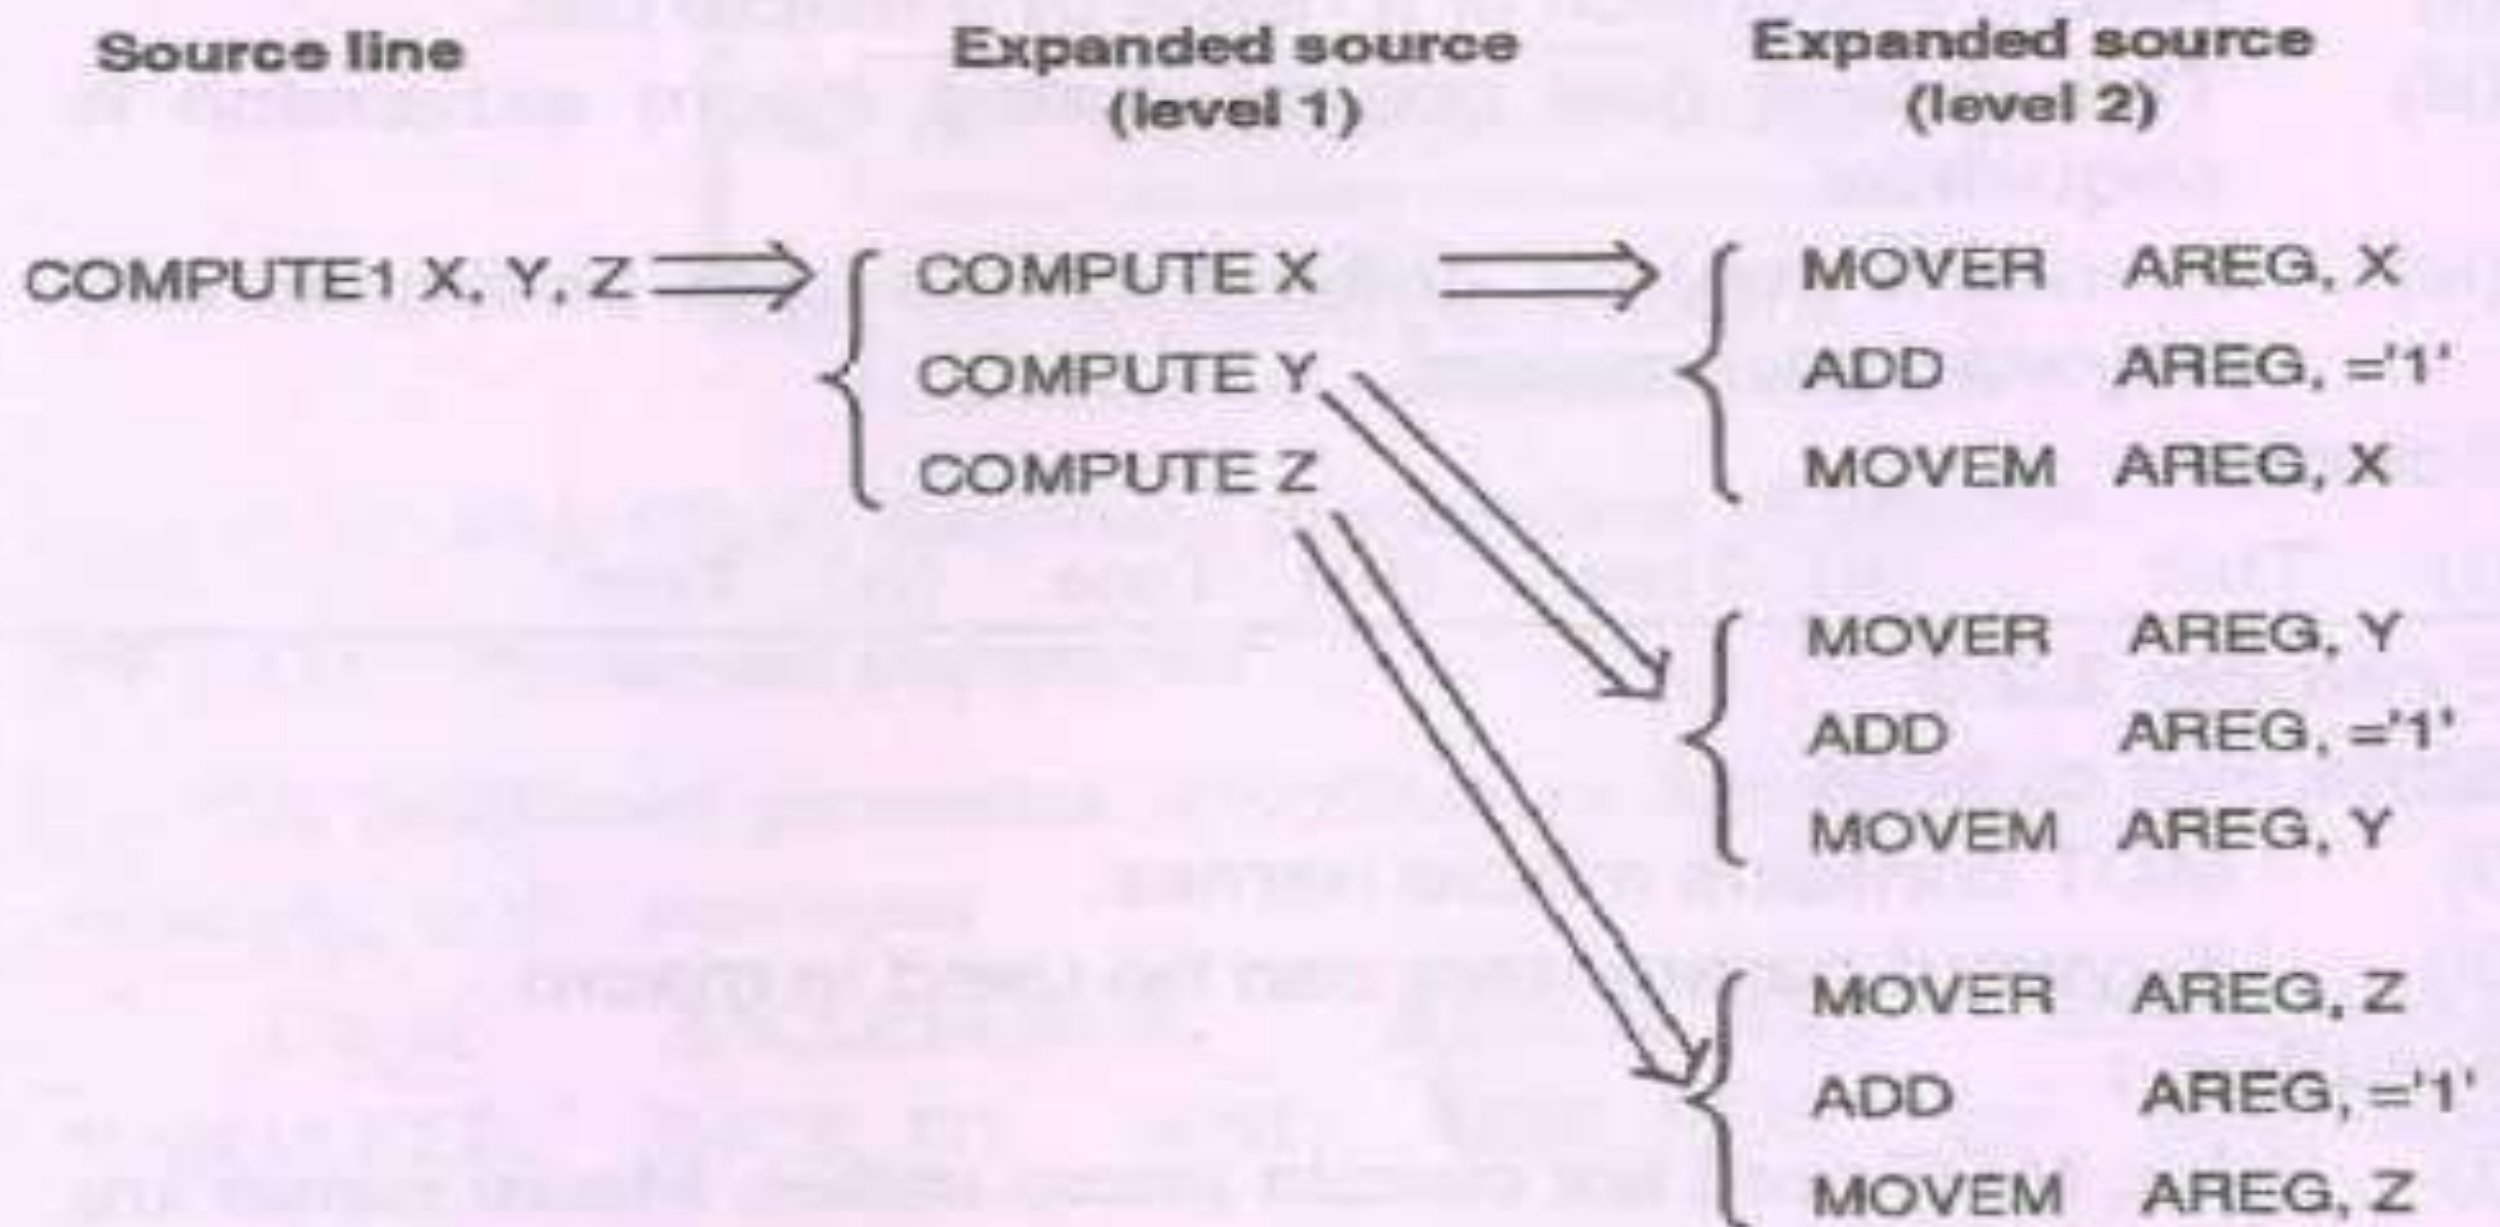 Source line
Expanded source
(level 1)
Expanded source
(level 2)
COMPUTE1 X, Y, Z
COMPUTE X
COMPUTE Y
COMPUTE Z
MOVER AREG, X
ADD AREG, ='1'
MOVEM AREG, X
MOVER AREG, Y
ADD AREG, ='1'
MOVEM AREG, Y
MOVER AREG, Z
ADD AREG, ='1'
MOVEM AREG, Z